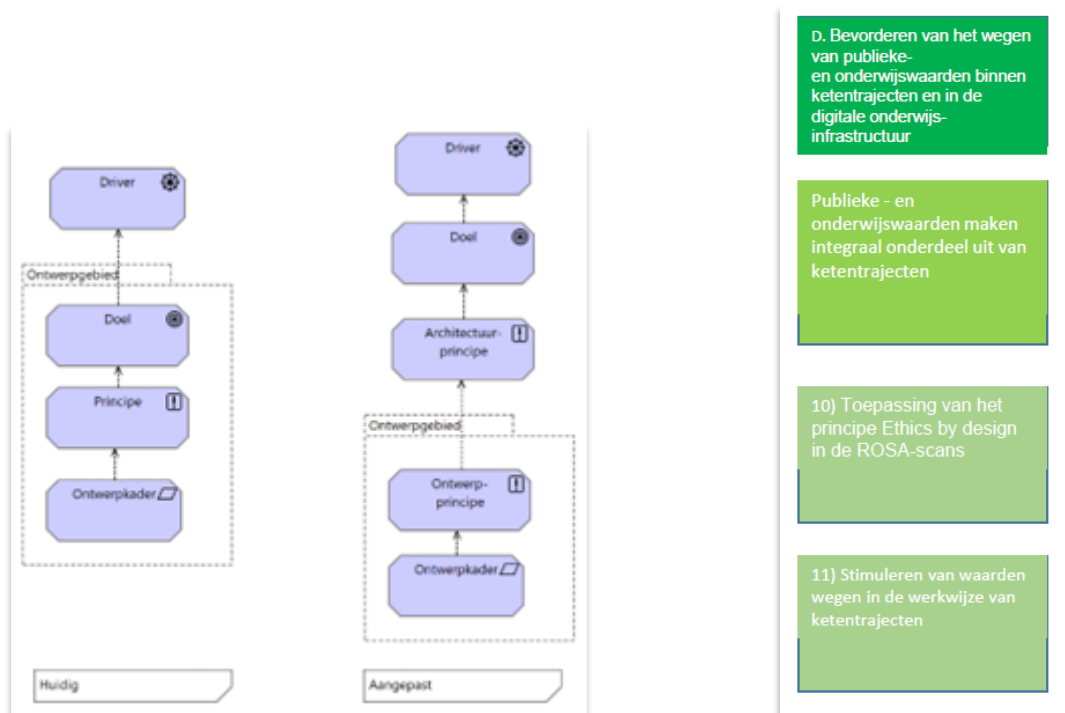 Driver
Ontwerpgebied
Doel
Principe
Ontwerpkader
Huidig
Driver
Doel
Architectuur-
principe
Ontwerpgebied
Ontwerp-
principe
Ontwerpkader
Aangepast
D. Bevorderen van het wegen
van publieke-
en onderwijswaarden binnen
ketentrajecten en in de
digitale onderwijs-
infrastructuur
Publieke - en
onderwijswaarden maken
integraal onderdeel uit van
ketentrajecten
10) Toepassing van het
principe Ethics by design
in de ROSA-scans
11) Stimuleren van waarden
wegen in de werkwijze van
ketentrajecten